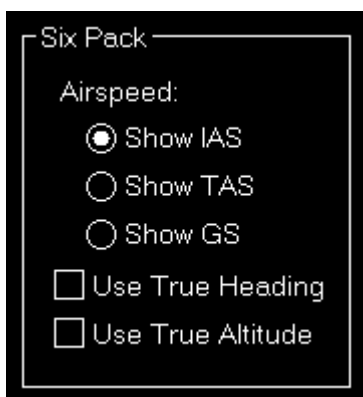 Six Pack
Airspeed:
Show IAS
Show TAS
Show GS
Use True Heading
Use True Altitude